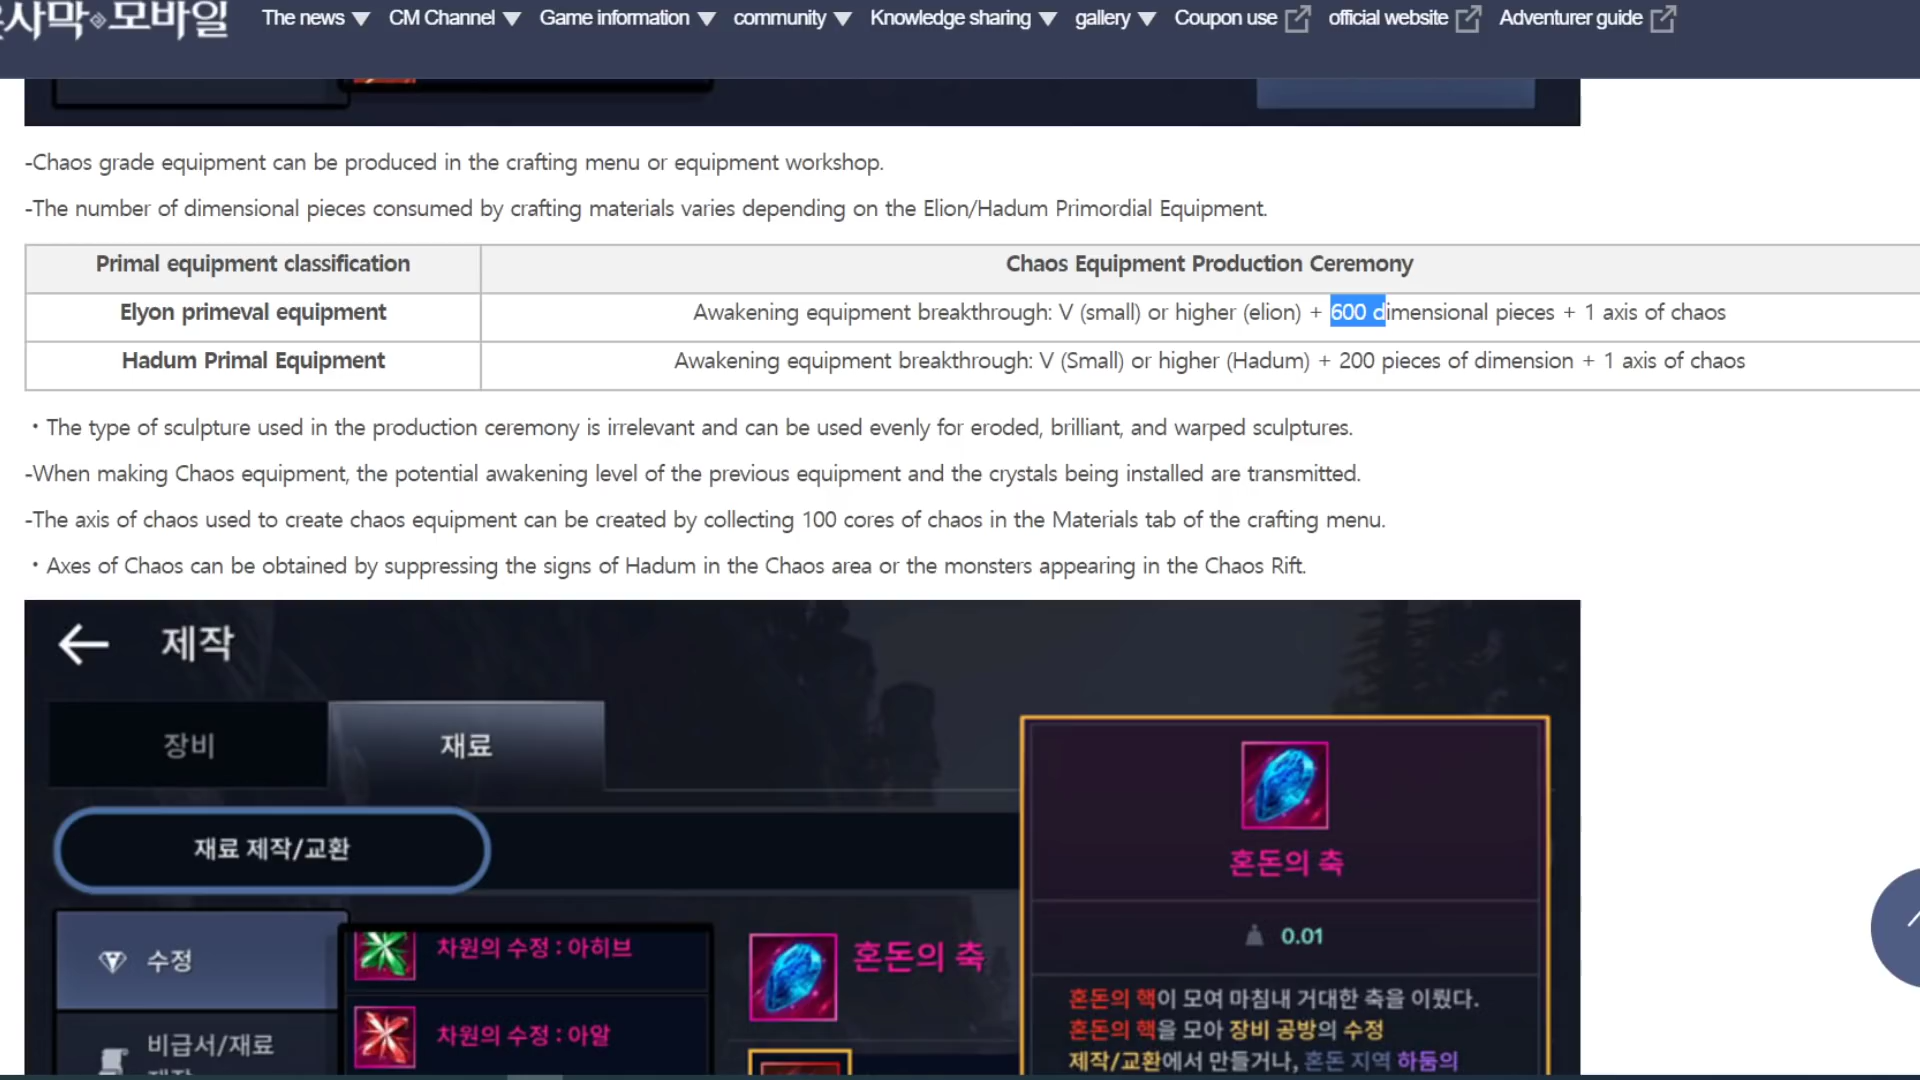 사막 모바일
The news ▼ CM Channel ▼ Game information ▼ community ▼ Knowledge sharing ▼ gallery ▼ Coupon use official website Adventurer guide
-Chaos grade equipment can be produced in the crafting menu or equipment workshop.
-The number of dimensional pieces consumed by crafting materials varies depending on the Elion/Hadum Primordial Equipment.
Primal equipment classification Chaos Equipment Production Ceremony
Elyon primeval equipment Awakening equipment breakthrough: V (small) or higher (elion) + 600 dimensional pieces + 1 axis of chaos
Hadum Primal Equipment Awakening equipment breakthrough: V (Small) or higher (Hadum) + 200 pieces of dimension + 1 axis of chaos
・The type of sculpture used in the production ceremony is irrelevant and can be used evenly for eroded, brilliant, and warped sculptures.
-When making Chaos equipment, the potential awakening level of the previous equipment and the crystals being installed are transmitted.
-The axis of chaos used to create chaos equipment can be created by collecting 100 cores of chaos in the Materials tab of the crafting menu.
・Axes of Chaos can be obtained by suppressing the signs of Hadum in the Chaos area or the monsters appearing in the Chaos Rift.
제작
장비 재료
재료 제작/교환
혼돈의 축
0.01
수정
차원의 수정 : 아히브
혼돈의 축
차원의 수정 : 아알
비급서/재료
혼돈의 핵이 모여 마침내 거대한 축을 이뤘다.
혼돈의 핵을 모아 장비 공방의 수정
제작/교환에서 만들거나, 혼돈 지역 하둠의